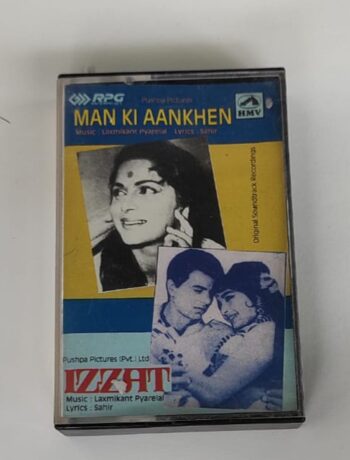 RPG
Pushpa Pictures
MAN KI AANKHEN
Music : Laxmikant Pyarelal Lyrics : Sahir
HMV
Original Soundtrack Recordings
Pushpa Pictures (Pvt.) Ltd
IZZAT
Music : Laxmikant Pyarelal
Lyrics : Sahir